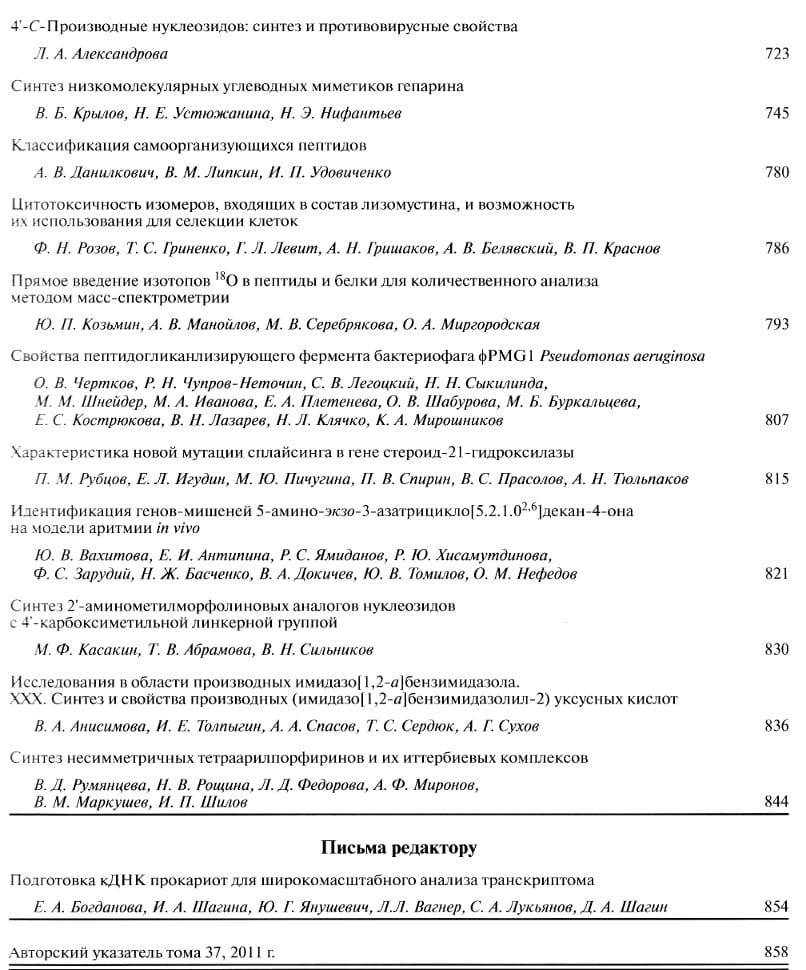 4'-С-Производные нуклеозидов: синтез и противовирусные свойства
Л. А. Александрова 723
Синтез низкомолекулярных углеводных миметиков гепарина
В. Б. Крылов, Н. Е. Устюжанина, Н. Э. Нифантьев 745
Классификация самоорганизующихся пептидов
А. В. Данилкович, В. М. Липкин, И. П. Удовиченко 780
Цитотоксичность изомеров, входящих в состав лизомустина, и возможность
их использования для селекции клеток
Ф. Н. Розов, Т. С. Гриненко, Г. Л. Левит, А. Н. Гришаков, А. В. Белявский, В. П. Краснов 786
Прямое введение изотопов ¹⁸О в пептиды и белки для количественного анализа
методом масс-спектрометрии
Ю. П. Козьмин, А. В. Манойлов, М. В. Серебрякова, О. А. Миргородская 793
Свойства пептидогликанлизирующего фермента бактериофага ϕPMG1 Pseudomonas aeruginosa
О. В. Чертков, Р. Н. Чупров-Неточин, С. В. Легоцкий, Н. Н. Сыкилинда,
М. М. Шнейдер, М. А. Иванова, Е. А. Плетенева, О. В. Шабурова, М. Б. Буркальцева,
Е. С. Кострюкова, В. Н. Лазарев, Н. Л. Клячко, К. А. Мирошников 807
Характеристика новой мутации сплайсинга в гене стероид-21-гидроксилазы
П. М. Рубцов, Е. Л. Игудин, М. Ю. Пичугина, П. В. Спирин, В. С. Прасолов, А. Н. Тюльпаков 815
Идентификация генов-мишеней 5-амино-экзо-3-азатрицикло[5.2.1.0²,⁶]декан-4-она
на модели аритмии in vivo
Ю. В. Вахитова, Е. И. Антипина, Р. С. Ямиданов, Р. Ю. Хисамутдинова,
Ф. С. Зарудий, Н. Ж. Басченко, В. А. Докичев, Ю. В. Томилов, О. М. Нефедов 821
Синтез 2'-аминометилморфолиновых аналогов нуклеозидов
с 4'-карбоксиметильной линкерной группой
М. Ф. Касакин, Т. В. Абрамова, В. Н. Сильников 830
Исследования в области производных имидазо[1,2-а]бензимидазола.
XXX. Синтез и свойства производных (имидазо[1,2-а]бензимидазолил-2) уксусных кислот
В. А. Анисимова, И. Е. Толпыгин, А. А. Спасов, Т. С. Сердюк, А. Г. Сухов 836
Синтез несимметричных тетраарилпорфиринов и их иттербиевых комплексов
В. Д. Румянцева, Н. В. Рощина, Л. Д. Федорова, А. Ф. Миронов,
В. М. Маркушев, И. П. Шилов 844
Письма редактору
Подготовка кДНК прокариот для широкомасштабного анализа транскриптома
Е. А. Богданова, И. А. Шагина, Ю. Г. Янушевич, Л.Л. Вагнер, С. А. Лукьянов, Д. А. Шагин 854
Авторский указатель тома 37, 2011 г. 858